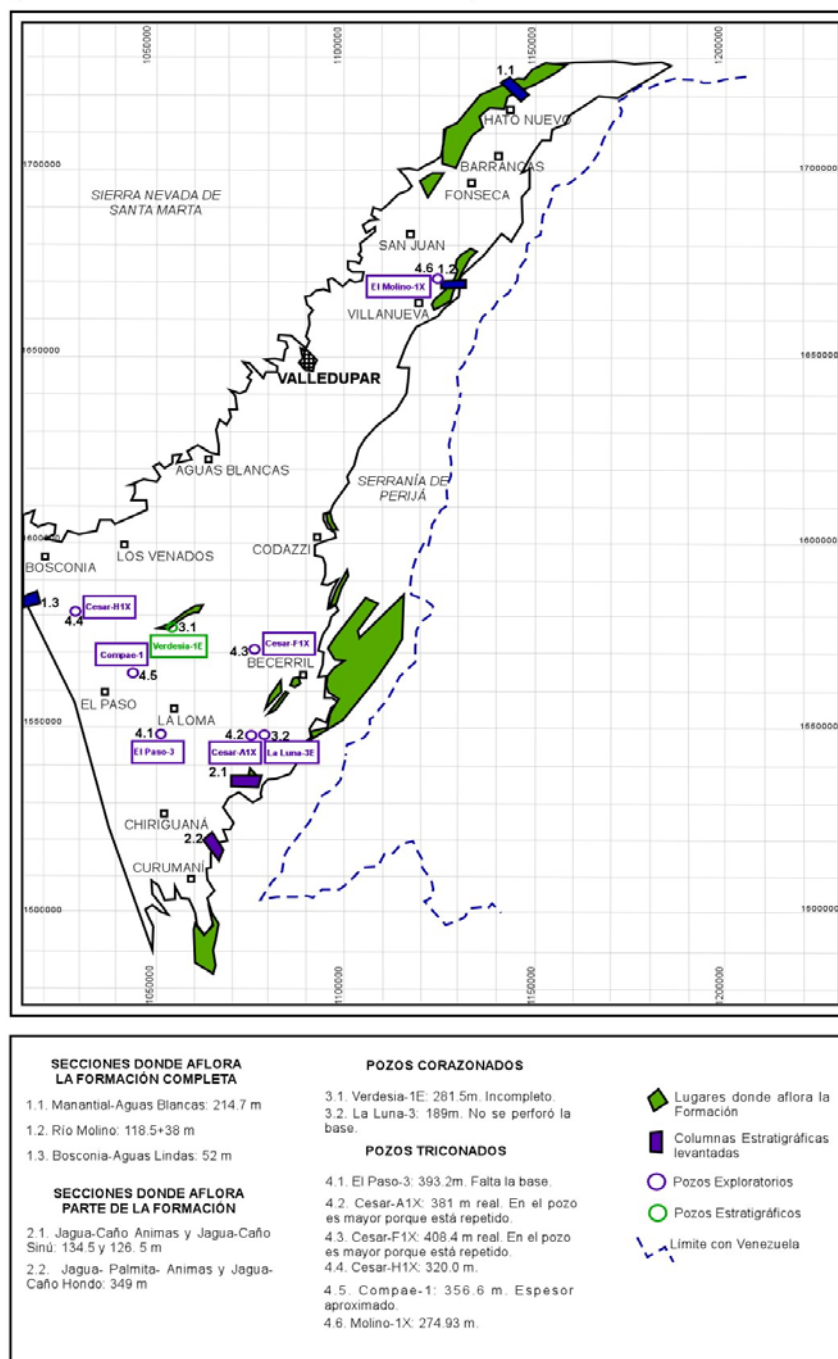 1050000
1100000
1150000
1200000
1.1
HATO NUEVO
BARRANCAS
1700000
1700000
FONSECA
SIERRA NEVADA DE
SANTA MARTA
SAN JUAN
4.6
1.2
El Molino-1X
VILLANUEVA
1650000
1650000
VALLEDUPAR
AGUAS BLANCAS
SERRANÍA DE
PERIJÁ
1600000
1600000
CODAZZI
LOS VENADOS
BOSCONIA
1.3
4.4
Cesar-H1X
3.1
Verdesia-1E
Cesar-F1X
4.3
Compae-1
BECERRIL
4.5
EL PASO
LA LOMA
1550000
1550000
4.1
4.2
3.2
El Paso-3
Cesar-A1X
La Luna-3E
2.1
CHIRIGUANÁ
2.2
CURUMANÍ
1500000
1500000
1050000
1100000
1150000
1200000
SECCIONES DONDE AFLORA
LA FORMACIÓN COMPLETA
1.1. Manantial-Aguas Blancas: 214.7 m
1.2. Río Molino: 118.5+38 m
1.3. Bosconia-Aguas Lindas: 52 m
SECCIONES DONDE AFLORA
PARTE DE LA FORMACIÓN
2.1. Jagua-Caño Animas y Jagua-Caño
Sinú: 134.5 y 126. 5 m
2.2. Jagua- Palmita- Animas y Jagua-
Caño Hondo: 349 m
POZOS CORAZONADOS
3.1. Verdesia-1E: 281.5m. Incompleto.
3.2. La Luna-3: 189m. No se perforó la
base.
POZOS TRICONADOS
4.1. El Paso-3: 393.2m. Falta la base.
4.2. Cesar-A1X: 381 m real. En el pozo
es mayor porque está repetido.
4.3. Cesar-F1X: 408.4 m real. En el pozo
es mayor porque está repetido.
4.4. Cesar-H1X: 320.0 m.
4.5. Compae-1: 356.6 m. Espesor
aproximado.
4.6. Molino-1X: 274.93 m.
Lugares donde aflora la
Formación
Columnas Estratigráficas
levantadas
Pozos Exploratorios
Pozos Estratigráficos
Límite con Venezuela